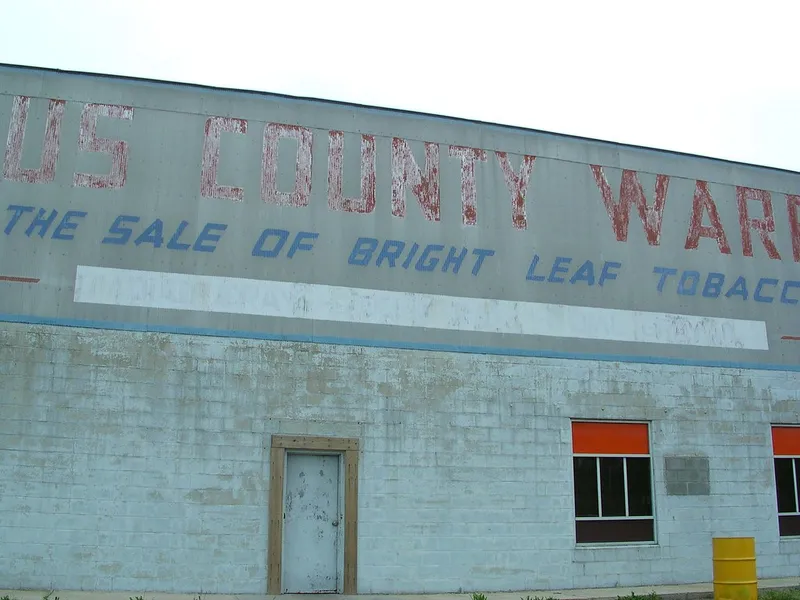 US COUNTY WAR
THE SALE OF BRIGHT LEAF TOBACC